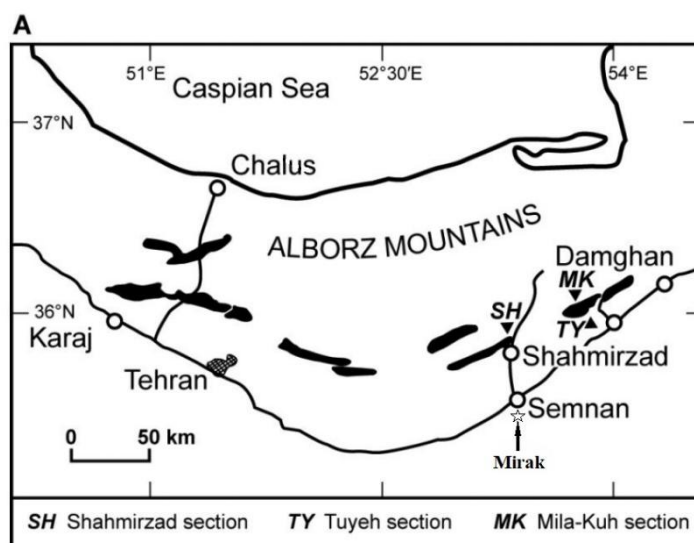 A
51°E
52°30'E
54°E
Caspian Sea
37°N
Chalus
ALBORZ MOUNTAINS
Damghan
MK
36°N
SH
TY
Karaj
Shahmirzad
Tehran
Semnan
0 50 km
Mirak
SH Shahmirzad section TY Tuyeh section MK Mila-Kuh section